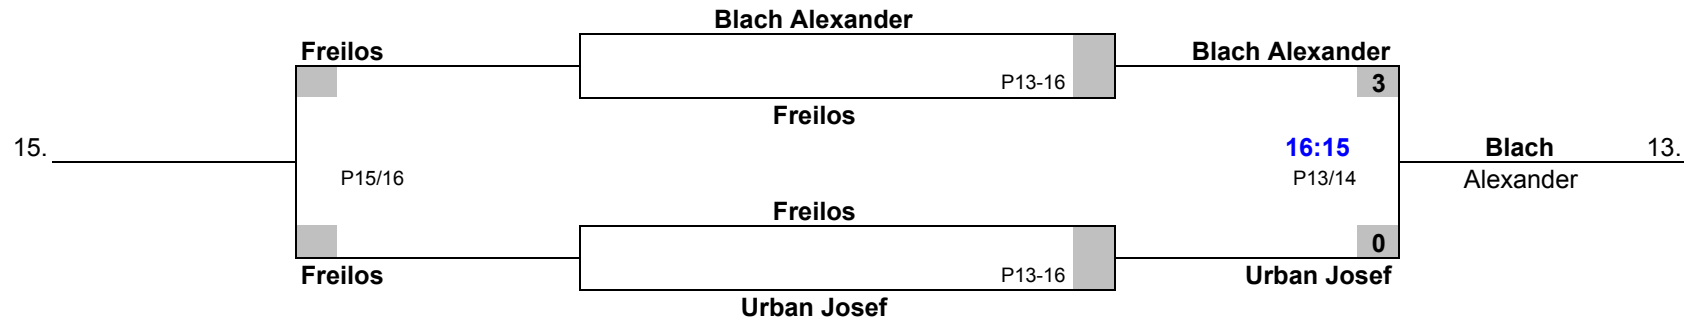 Blach Alexander
Freilos Blach Alexander
P13-16 3
Freilos
15. 16:15 Blach 13.
P15/16 P13/14 Alexander
Freilos
0
P13-16
Freilos Urban Josef
Urban Josef